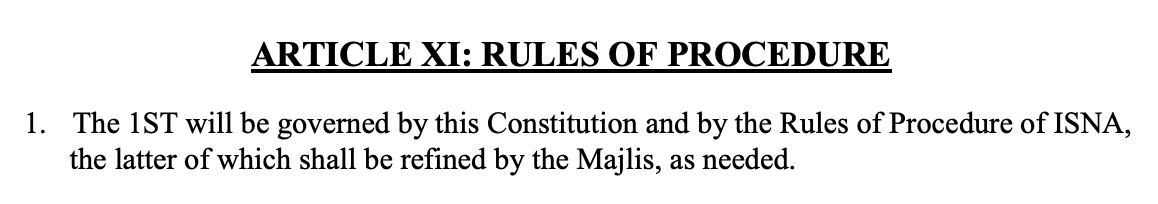 ARTICLE XI: RULES OF PROCEDURE
1. The 1ST will be governed by this Constitution and by the Rules of Procedure of ISNA,
the latter of which shall be refined by the Majlis, as needed.